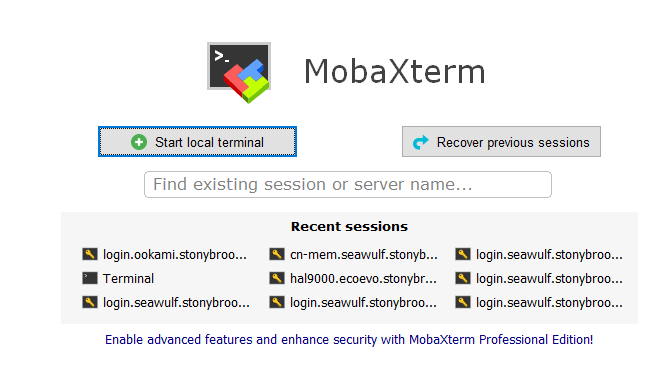 MobaXterm
Start local terminal
Recover previous sessions
Find existing session or server name...
Recent sessions
login.ookami.stonybroo... cn-mem.seawulf.stonyb... login.seawulf.stonybroo...
Terminal hal9000.ecoevo.stonybr... login.seawulf.stonybroo...
login.seawulf.stonybroo... login.seawulf.stonybroo... login.seawulf.stonybroo...
Enable advanced features and enhance security with MobaXterm Professional Edition!